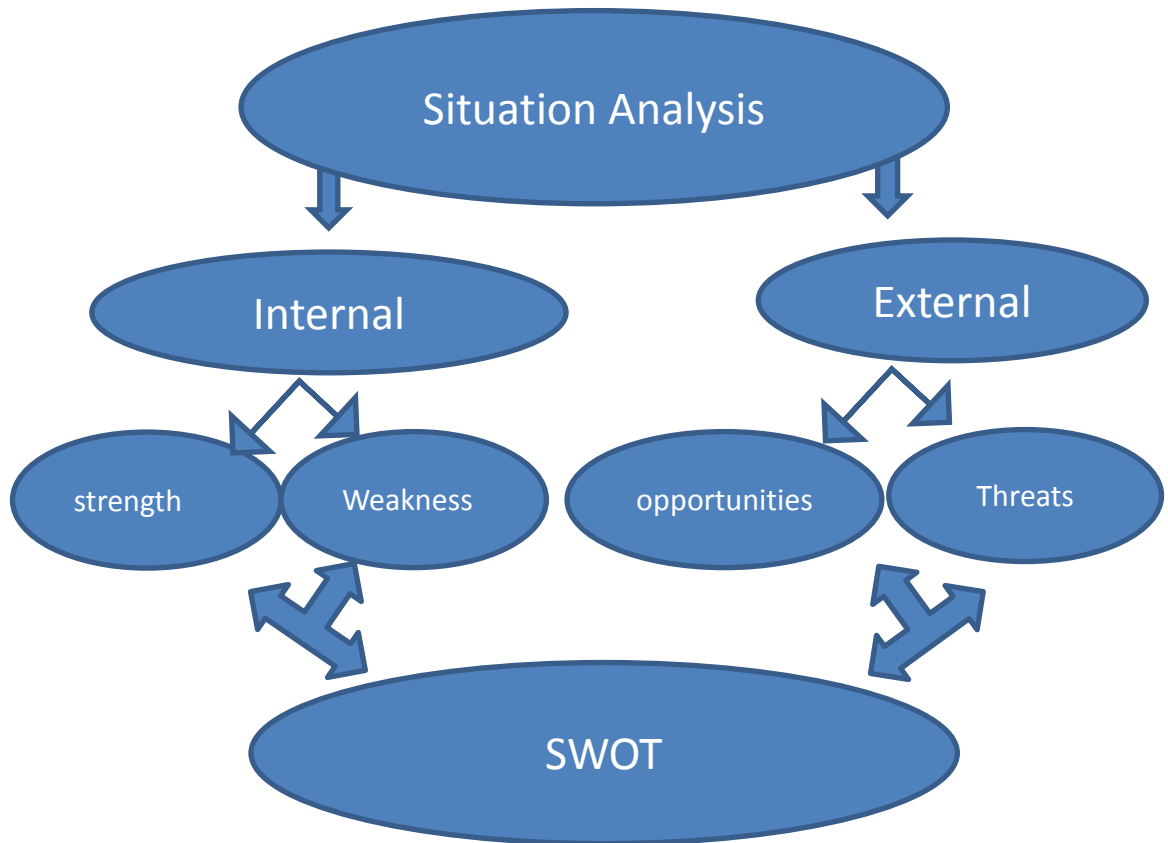 Situation Analysis
Internal
External
strength
Weakness
opportunities
Threats
SWOT